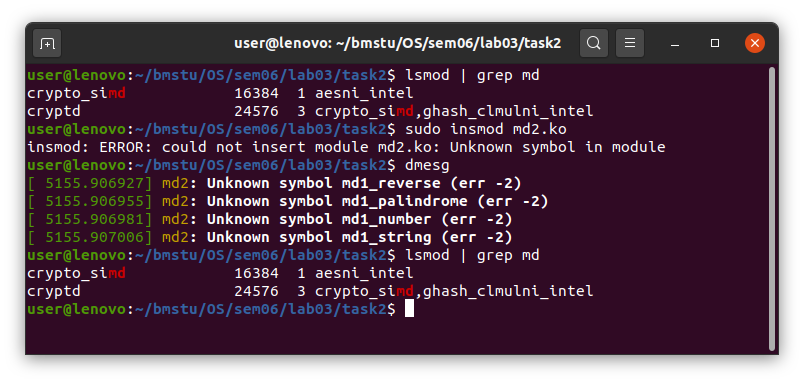 user@lenovo: ~/bmstu/OS/sem06/lab03/task2
user@lenovo:~/bmstu/OS/sem06/lab03/task2$ lsmod | grep md
crypto_simd            16384  1 aesni_intel
cryptd                 24576  3 crypto_simd,ghash_clmulni_intel
user@lenovo:~/bmstu/OS/sem06/lab03/task2$ sudo insmod md2.ko
insmod: ERROR: could not insert module md2.ko: Unknown symbol in module
user@lenovo:~/bmstu/OS/sem06/lab03/task2$ dmesg
[ 5155.906927] md2: Unknown symbol md1_reverse (err -2)
[ 5155.906955] md2: Unknown symbol md1_palindrome (err -2)
[ 5155.906981] md2: Unknown symbol md1_number (err -2)
[ 5155.907006] md2: Unknown symbol md1_string (err -2)
user@lenovo:~/bmstu/OS/sem06/lab03/task2$ lsmod | grep md
crypto_simd            16384  1 aesni_intel
cryptd                 24576  3 crypto_simd,ghash_clmulni_intel
user@lenovo:~/bmstu/OS/sem06/lab03/task2$